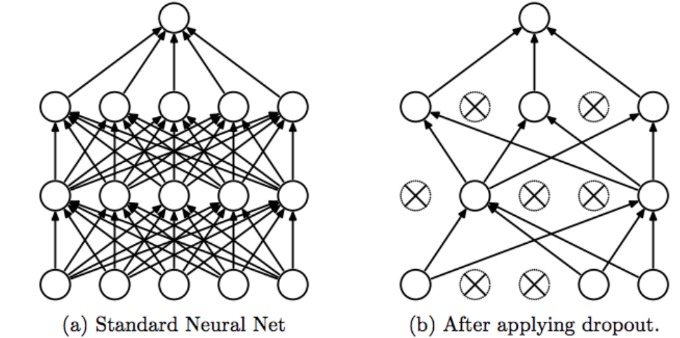 (a) Standard Neural Net
(b) After applying dropout.